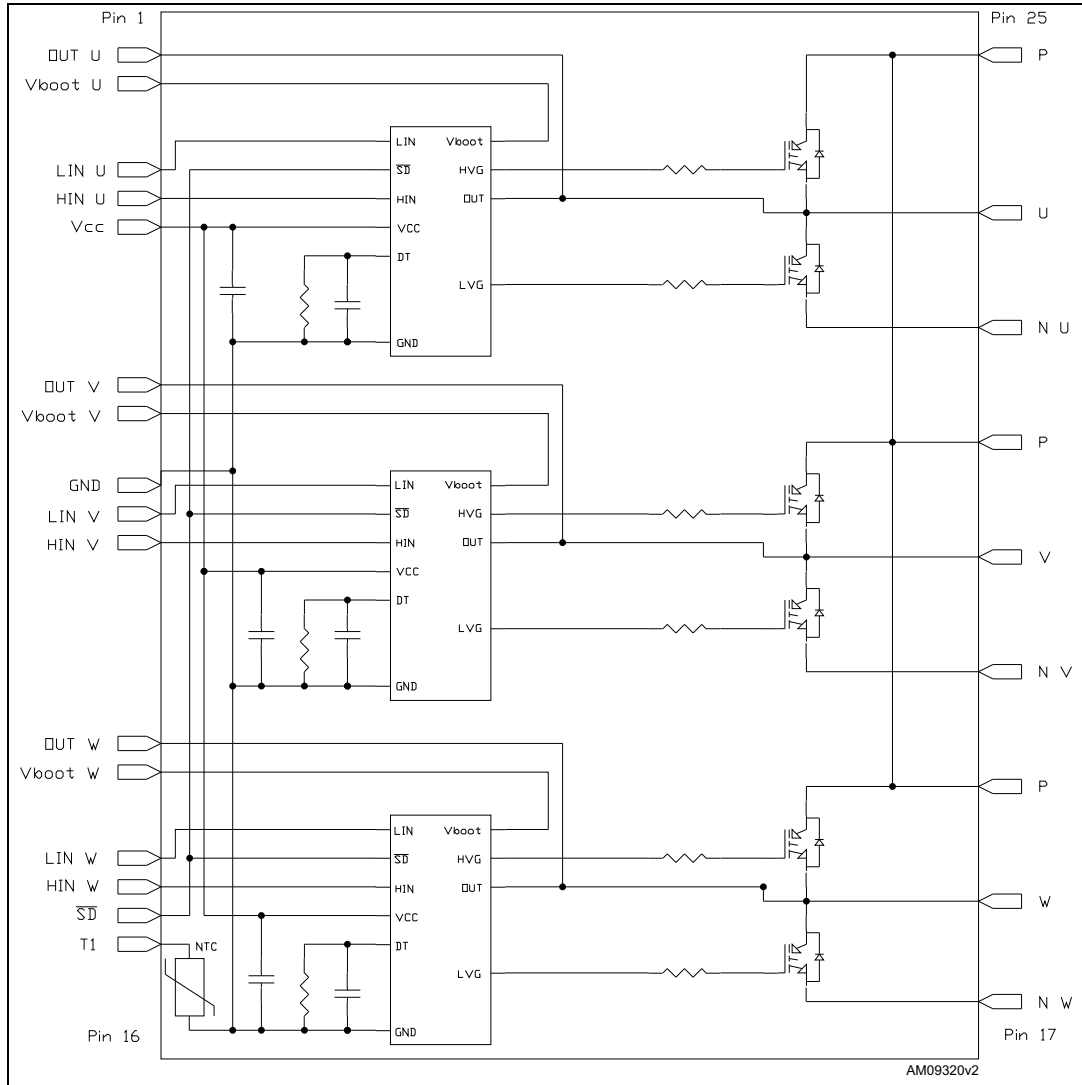 Pin 1
Pin 25
OUT U
P
Vboot U
LIN
Vboot
LIN U
SD
HVG
HIN U
HIN
OUT
U
Vcc
VCC
DT
LVG
N U
GND
OUT V
Vboot V
P
GND
LIN
Vboot
LIN V
SD
HVG
HIN V
HIN
OUT
V
VCC
DT
LVG
N V
GND
OUT W
Vboot W
P
LIN
Vboot
LIN W
SD
HVG
HIN W
HIN
OUT
W
SD
VCC
T1
NTC
DT
LVG
N W
GND
Pin 16
Pin 17
AM09320v2